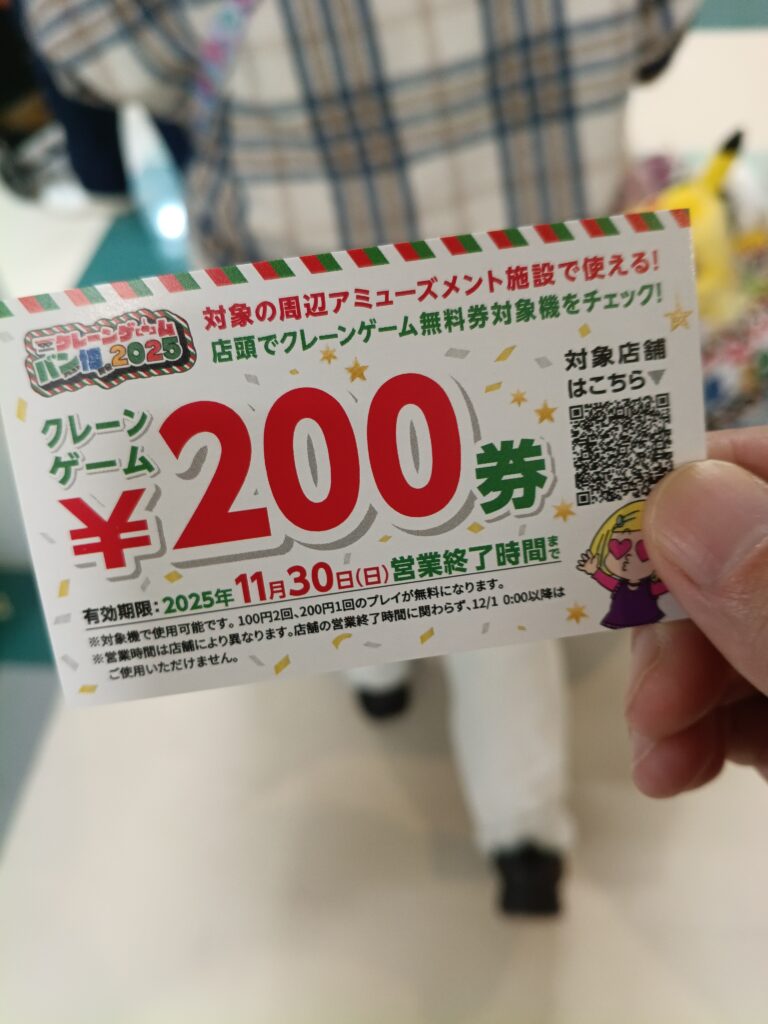 対象の周辺アミューズメント施設で使える!
店頭でクレーンゲーム無料券対象機をチェック!
クレーンゲーム
バン博 2025
クレーン
ゲーム
¥200券
対象店舗
はこちら▼
有効期限:2025年11月30日(日)営業終了時間まで
※対象機で使用可能です。100円2回、200円1回のプレイが無料になります。
※営業時間は店舗により異なります。店舗の営業終了時間に関わらず、12/1 0:00以降は
ご使用いただけません。